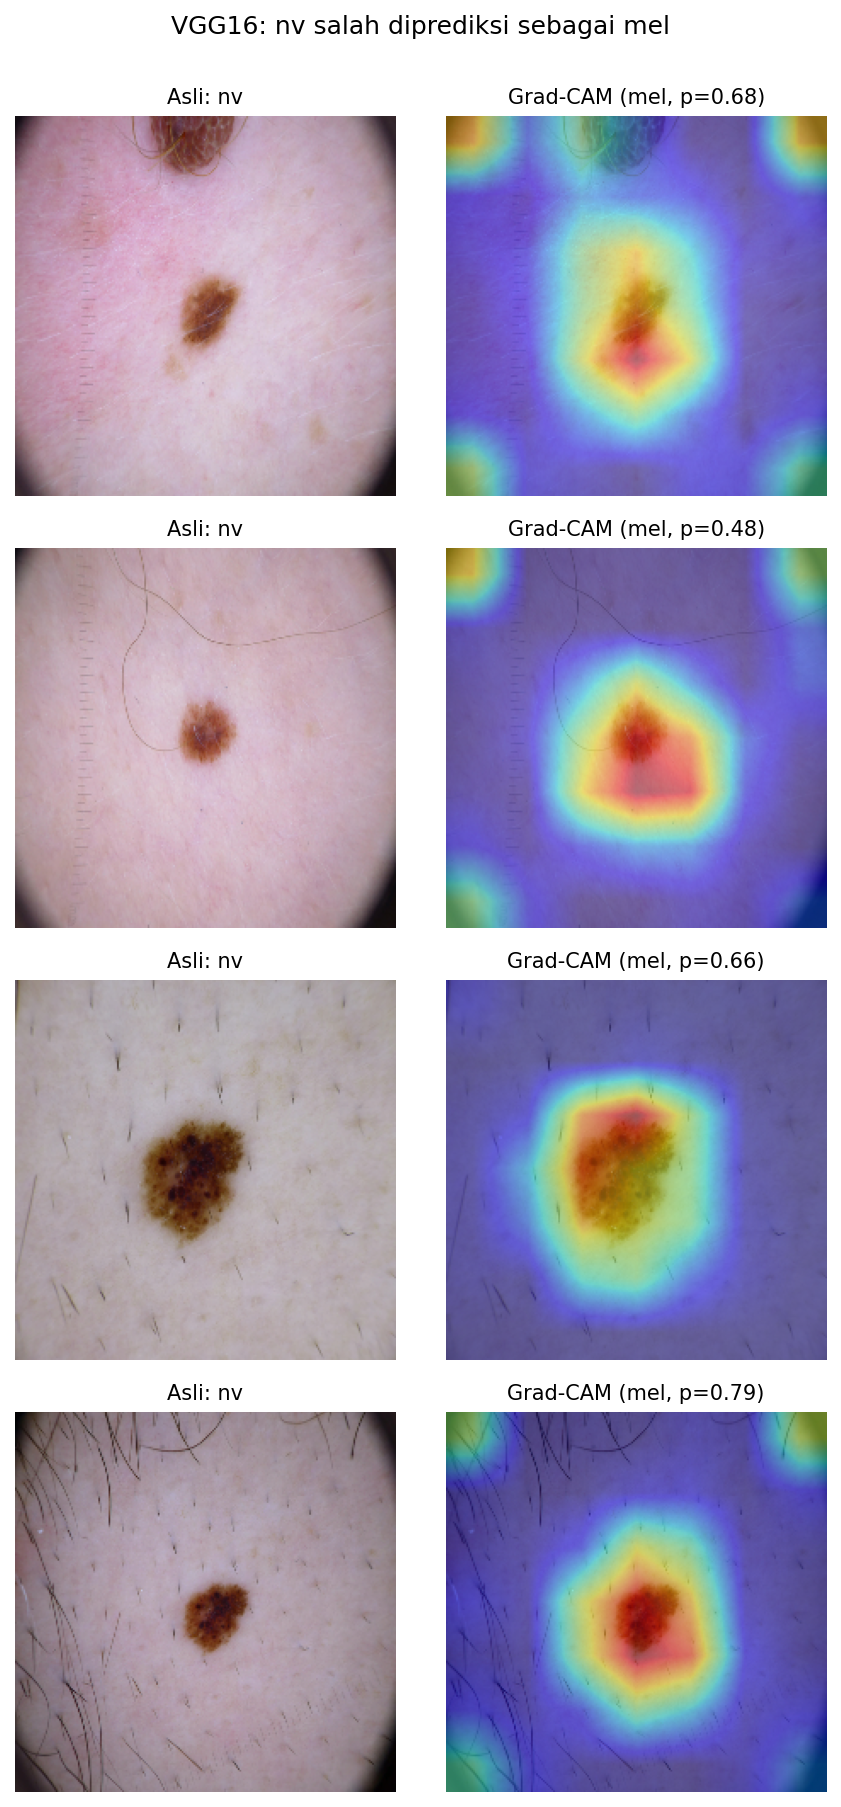 VGG16: nv salah diprediksi sebagai mel
Asli: nv
Grad-CAM (mel, p=0.68)
Asli: nv
Grad-CAM (mel, p=0.48)
Asli: nv
Grad-CAM (mel, p=0.66)
Asli: nv
Grad-CAM (mel, p=0.79)